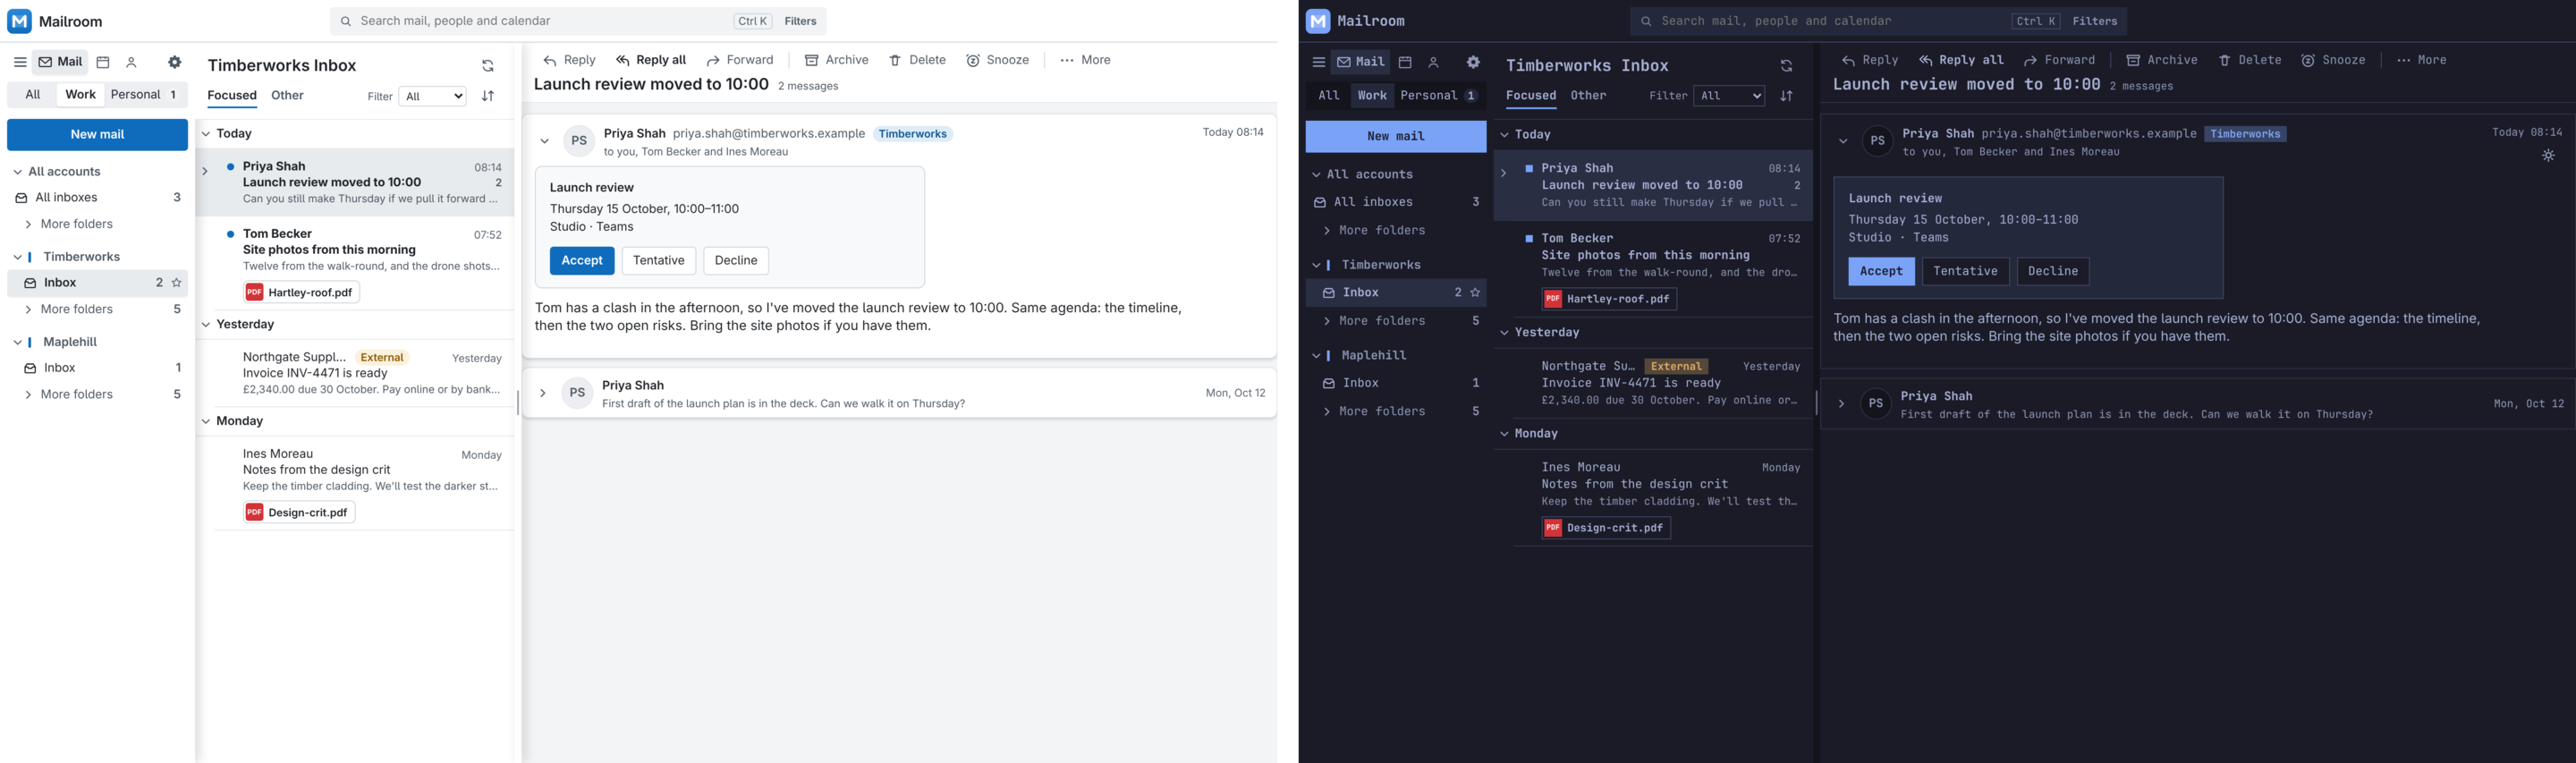 Mailroom
Search mail, people and calendar Ctrl K Filters
Mail
All Work Personal 1
New mail
All accounts
All inboxes 3
More folders
Timberworks
Inbox 2
More folders 5
Maplehill
Inbox 1
More folders 5
Timberworks Inbox
Focused Other Filter All
Today
Priya Shah 08:14
Launch review moved to 10:00 2
Can you still make Thursday if we pull it forward ...
Tom Becker 07:52
Site photos from this morning
Twelve from the walk-round, and the drone shots...
PDF Hartley-roof.pdf
Yesterday
Northgate Suppl... External Yesterday
Invoice INV-4471 is ready
£2,340.00 due 30 October. Pay online or by bank...
Monday
Ines Moreau Monday
Notes from the design crit
Keep the timber cladding. We'll test the darker st...
PDF Design-crit.pdf
Reply Reply all Forward Archive Delete Snooze ... More
Launch review moved to 10:00 2 messages
PS Priya Shah priya.shah@timberworks.example Timberworks Today 08:14
to you, Tom Becker and Ines Moreau
Launch review
Thursday 15 October, 10:00–11:00
Studio · Teams
Accept Tentative Decline
Tom has a clash in the afternoon, so I've moved the launch review to 10:00. Same agenda: the timeline,
then the two open risks. Bring the site photos if you have them.
PS Priya Shah Mon, Oct 12
First draft of the launch plan is in the deck. Can we walk it on Thursday?
Mailroom
Search mail, people and calendar Ctrl K Filters
Mail
All Work Personal 1
New mail
All accounts
All inboxes 3
More folders
Timberworks
Inbox 2
More folders 5
Maplehill
Inbox 1
More folders 5
Timberworks Inbox
Focused Other Filter All
Today
Priya Shah 08:14
Launch review moved to 10:00 2
Can you still make Thursday if we pull …
Tom Becker 07:52
Site photos from this morning
Twelve from the walk-round, and the dro…
PDF Hartley-roof.pdf
Yesterday
Northgate Su… External Yesterday
Invoice INV-4471 is ready
£2,340.00 due 30 October. Pay online or…
Monday
Ines Moreau Monday
Notes from the design crit
Keep the timber cladding. We'll test th…
PDF Design-crit.pdf
Reply Reply all Forward Archive Delete Snooze ... More
Launch review moved to 10:00 2 messages
PS Priya Shah priya.shah@timberworks.example Timberworks Today 08:14
to you, Tom Becker and Ines Moreau
Launch review
Thursday 15 October, 10:00–11:00
Studio · Teams
Accept Tentative Decline
Tom has a clash in the afternoon, so I've moved the launch review to 10:00. Same agenda: the timeline,
then the two open risks. Bring the site photos if you have them.
PS Priya Shah Mon, Oct 12
First draft of the launch plan is in the deck. Can we walk it on Thursday?